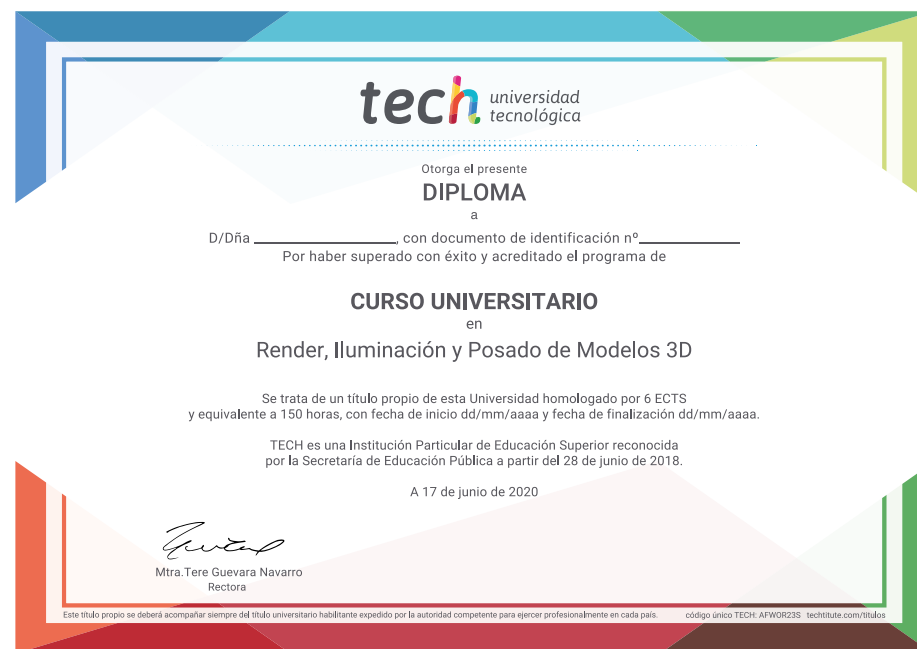 tech universidad
tecnológica
Otorga el presente
DIPLOMA
a
D/Dña , con documento de identificación nº
Por haber superado con éxito y acreditado el programa de
CURSO UNIVERSITARIO
en
Render, Iluminación y Posado de Modelos 3D
Se trata de un título propio de esta Universidad homologado por 6 ECTS
y equivalente a 150 horas, con fecha de inicio dd/mm/aaaa y fecha de finalización dd/mm/aaaa.
TECH es una Institución Particular de Educación Superior reconocida
por la Secretaría de Educación Pública a partir del 28 de junio de 2018.
A 17 de junio de 2020
Mtra.Tere Guevara Navarro
Rectora
Este título propio se deberá acompañar siempre del título universitario habilitante expedido por la autoridad competente para ejercer profesionalmente en cada país. código único TECH: AFWOR23S techtitute.com/titulos